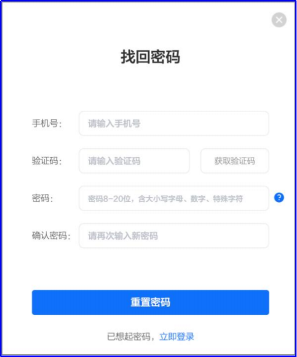 找回密码
手机号： 请输入手机号
验证码： 请输入验证码 获取验证码
密码： 密码8-20位，含大小写字母、数字、特殊字符 ?
确认密码： 请再次输入新密码
重置密码
已想起密码，立即登录